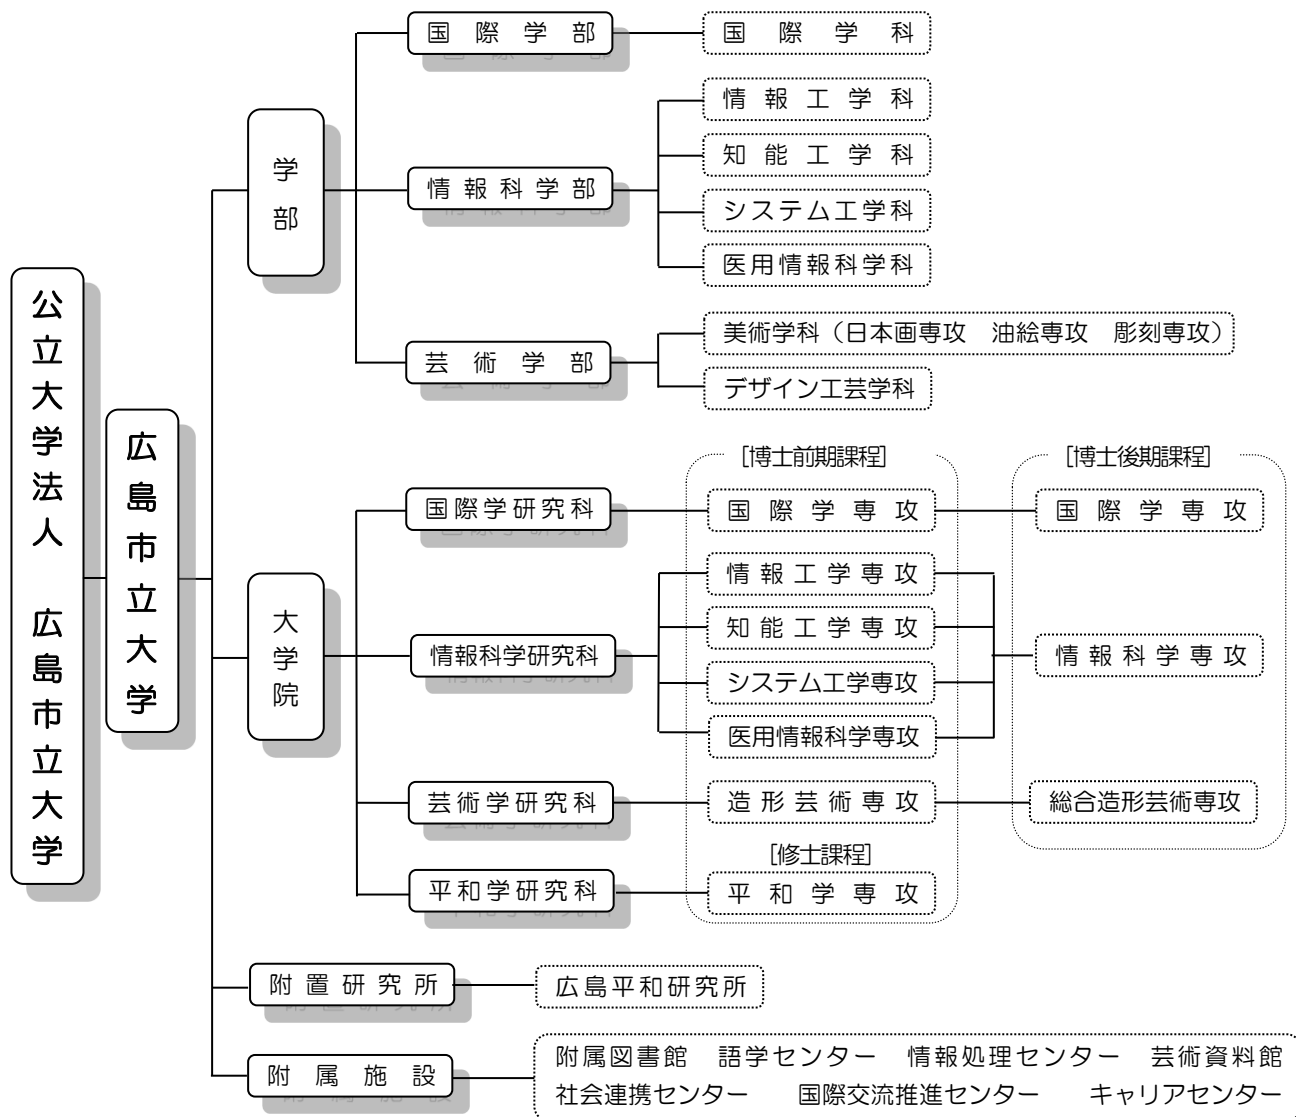 公立大学法人 広島市立大学
広島市立大学
学部
国際学部
国際学科
情報科学部
情報工学科
知能工学科
システム工学科
医用情報科学科
芸術学部
美術学科（日本画専攻 油絵専攻 彫刻専攻）
デザイン工芸学科
大学院
[博士前期課程]
[博士後期課程]
国際学研究科
国際学専攻
国際学専攻
情報科学研究科
情報工学専攻
知能工学専攻
システム工学専攻
医用情報科学専攻
情報科学専攻
芸術学研究科
造形芸術専攻
総合造形芸術専攻
[修士課程]
平和学研究科
平和学専攻
附置研究所
広島平和研究所
附属施設
附属図書館 語学センター 情報処理センター 芸術資料館
社会連携センター 国際交流推進センター キャリアセンター